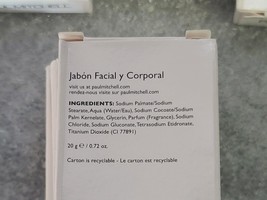 Jabón Facial y Corporal
visit us at paulmitchell.com
rendez-nous visite sur paulmitchell.com
INGREDIENTS: Sodium Palmate/Sodium
Stearate, Aqua (Water/Eau), Sodium Cocoate/Sodium
Palm Kernelate, Glycerin, Parfum (Fragrance), Sodium
Chloride, Sodium Gluconate, Tetrasodium Etidronate,
Titanium Dioxide (CI 77891)
20 g ℮ / 0.72 oz.
Carton is recyclable - Le carton est recyclable